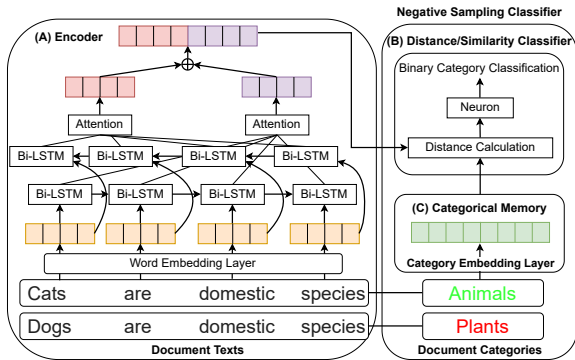 Negative Sampling Classifier
(A) Encoder
(B) Distance/Similarity Classifier
Binary Category Classification
Neuron
Attention
Attention
Distance Calculation
Bi-LSTM
Bi-LSTM
Bi-LSTM
Bi-LSTM
Bi-LSTM
Bi-LSTM
Bi-LSTM
Bi-LSTM
(C) Categorical Memory
Word Embedding Layer
Category Embedding Layer
Cats are domestic species
Animals
Dogs are domestic species
Plants
Document Texts
Document Categories